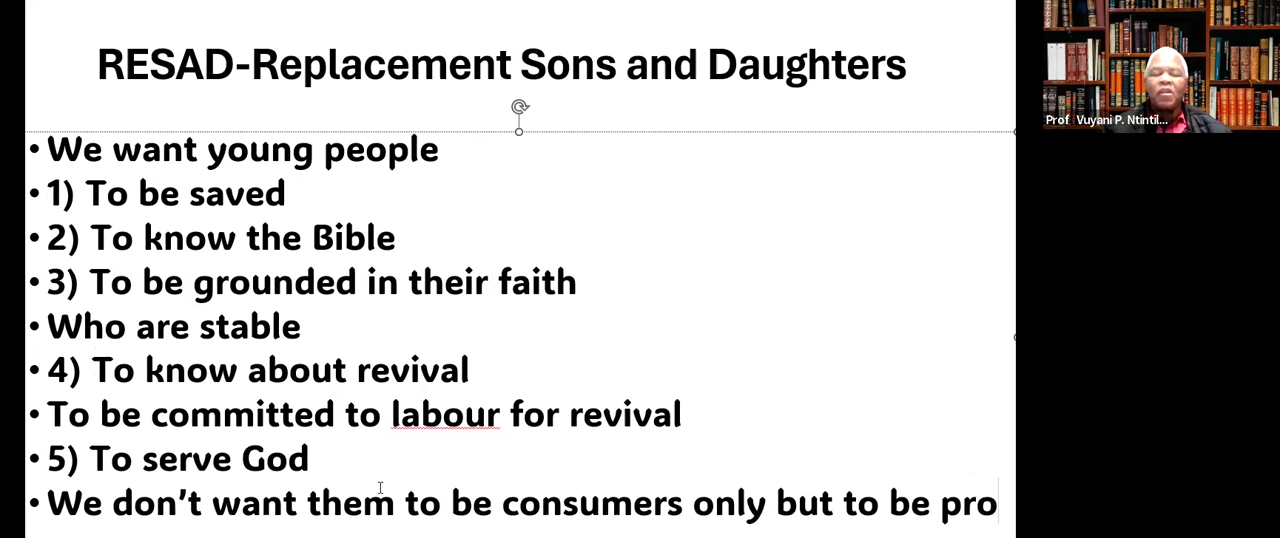 RESAD-Replacement Sons and Daughters
• We want young people
• 1) To be saved
• 2) To know the Bible
• 3) To be grounded in their faith
• Who are stable
• 4) To know about revival
• To be committed to labour for revival
• 5) To serve God
• We don't want them to be consumers only but to be pro
Prof Vuyani P. Ntintil...